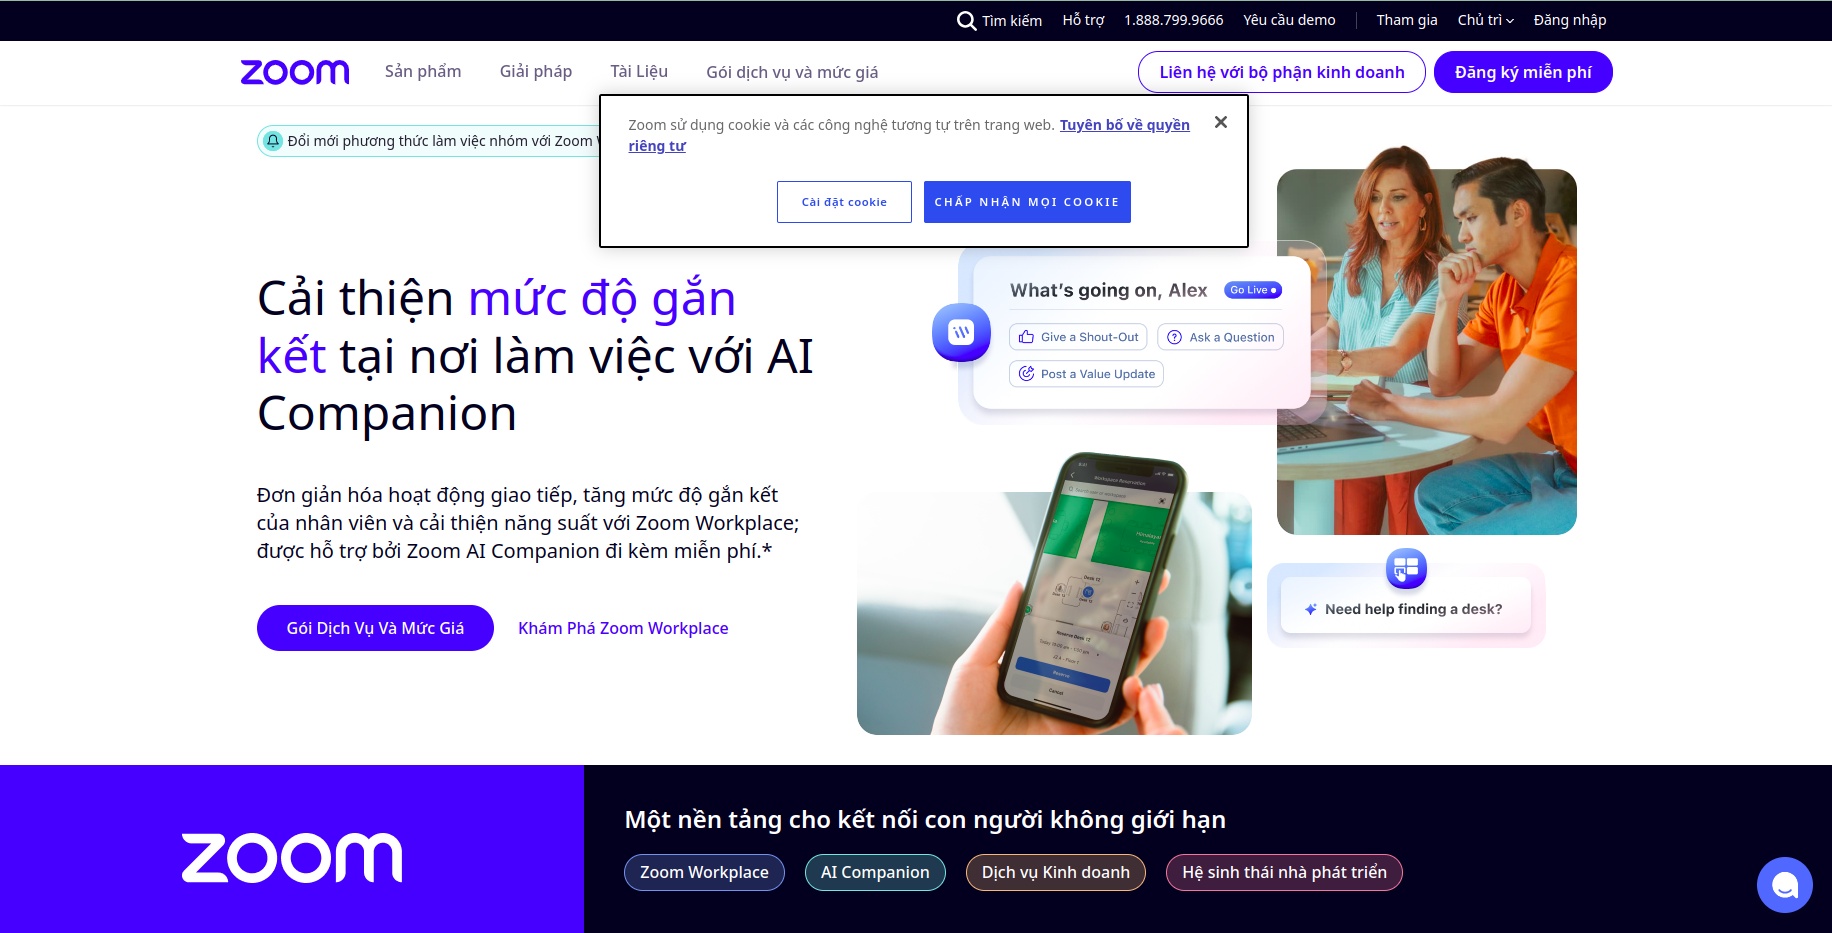 Tìm kiếm
Hỗ trợ
1.888.799.9666
Yêu cầu demo
Tham gia
Chủ trì
Đăng nhập
zoom
Sản phẩm
Giải pháp
Tài Liệu
Gói dịch vụ và mức giá
Liên hệ với bộ phận kinh doanh
Đăng ký miễn phí
Zoom sử dụng cookie và các công nghệ tương tự trên trang web. Tuyên bố về quyền
riêng tư
Cài đặt cookie
CHẤP NHẬN MỌI COOKIE
Đổi mới phương thức làm việc nhóm với Zoom
Cải thiện mức độ gắn
kết tại nơi làm việc với AI
Companion
Đơn giản hóa hoạt động giao tiếp, tăng mức độ gắn kết
của nhân viên và cải thiện năng suất với Zoom Workplace;
được hỗ trợ bởi Zoom AI Companion đi kèm miễn phí.*
Gói Dịch Vụ Và Mức Giá
Khám Phá Zoom Workplace
What's going on, Alex
Go Live
Give a Shout-Out
Ask a Question
Post a Value Update
Workspace Reservation
Desk 12
Reserve Desk 12
Reserve
Cancel
Need help finding a desk?
zoom
Một nền tảng cho kết nối con người không giới hạn
Zoom Workplace
AI Companion
Dịch vụ Kinh doanh
Hệ sinh thái nhà phát triển